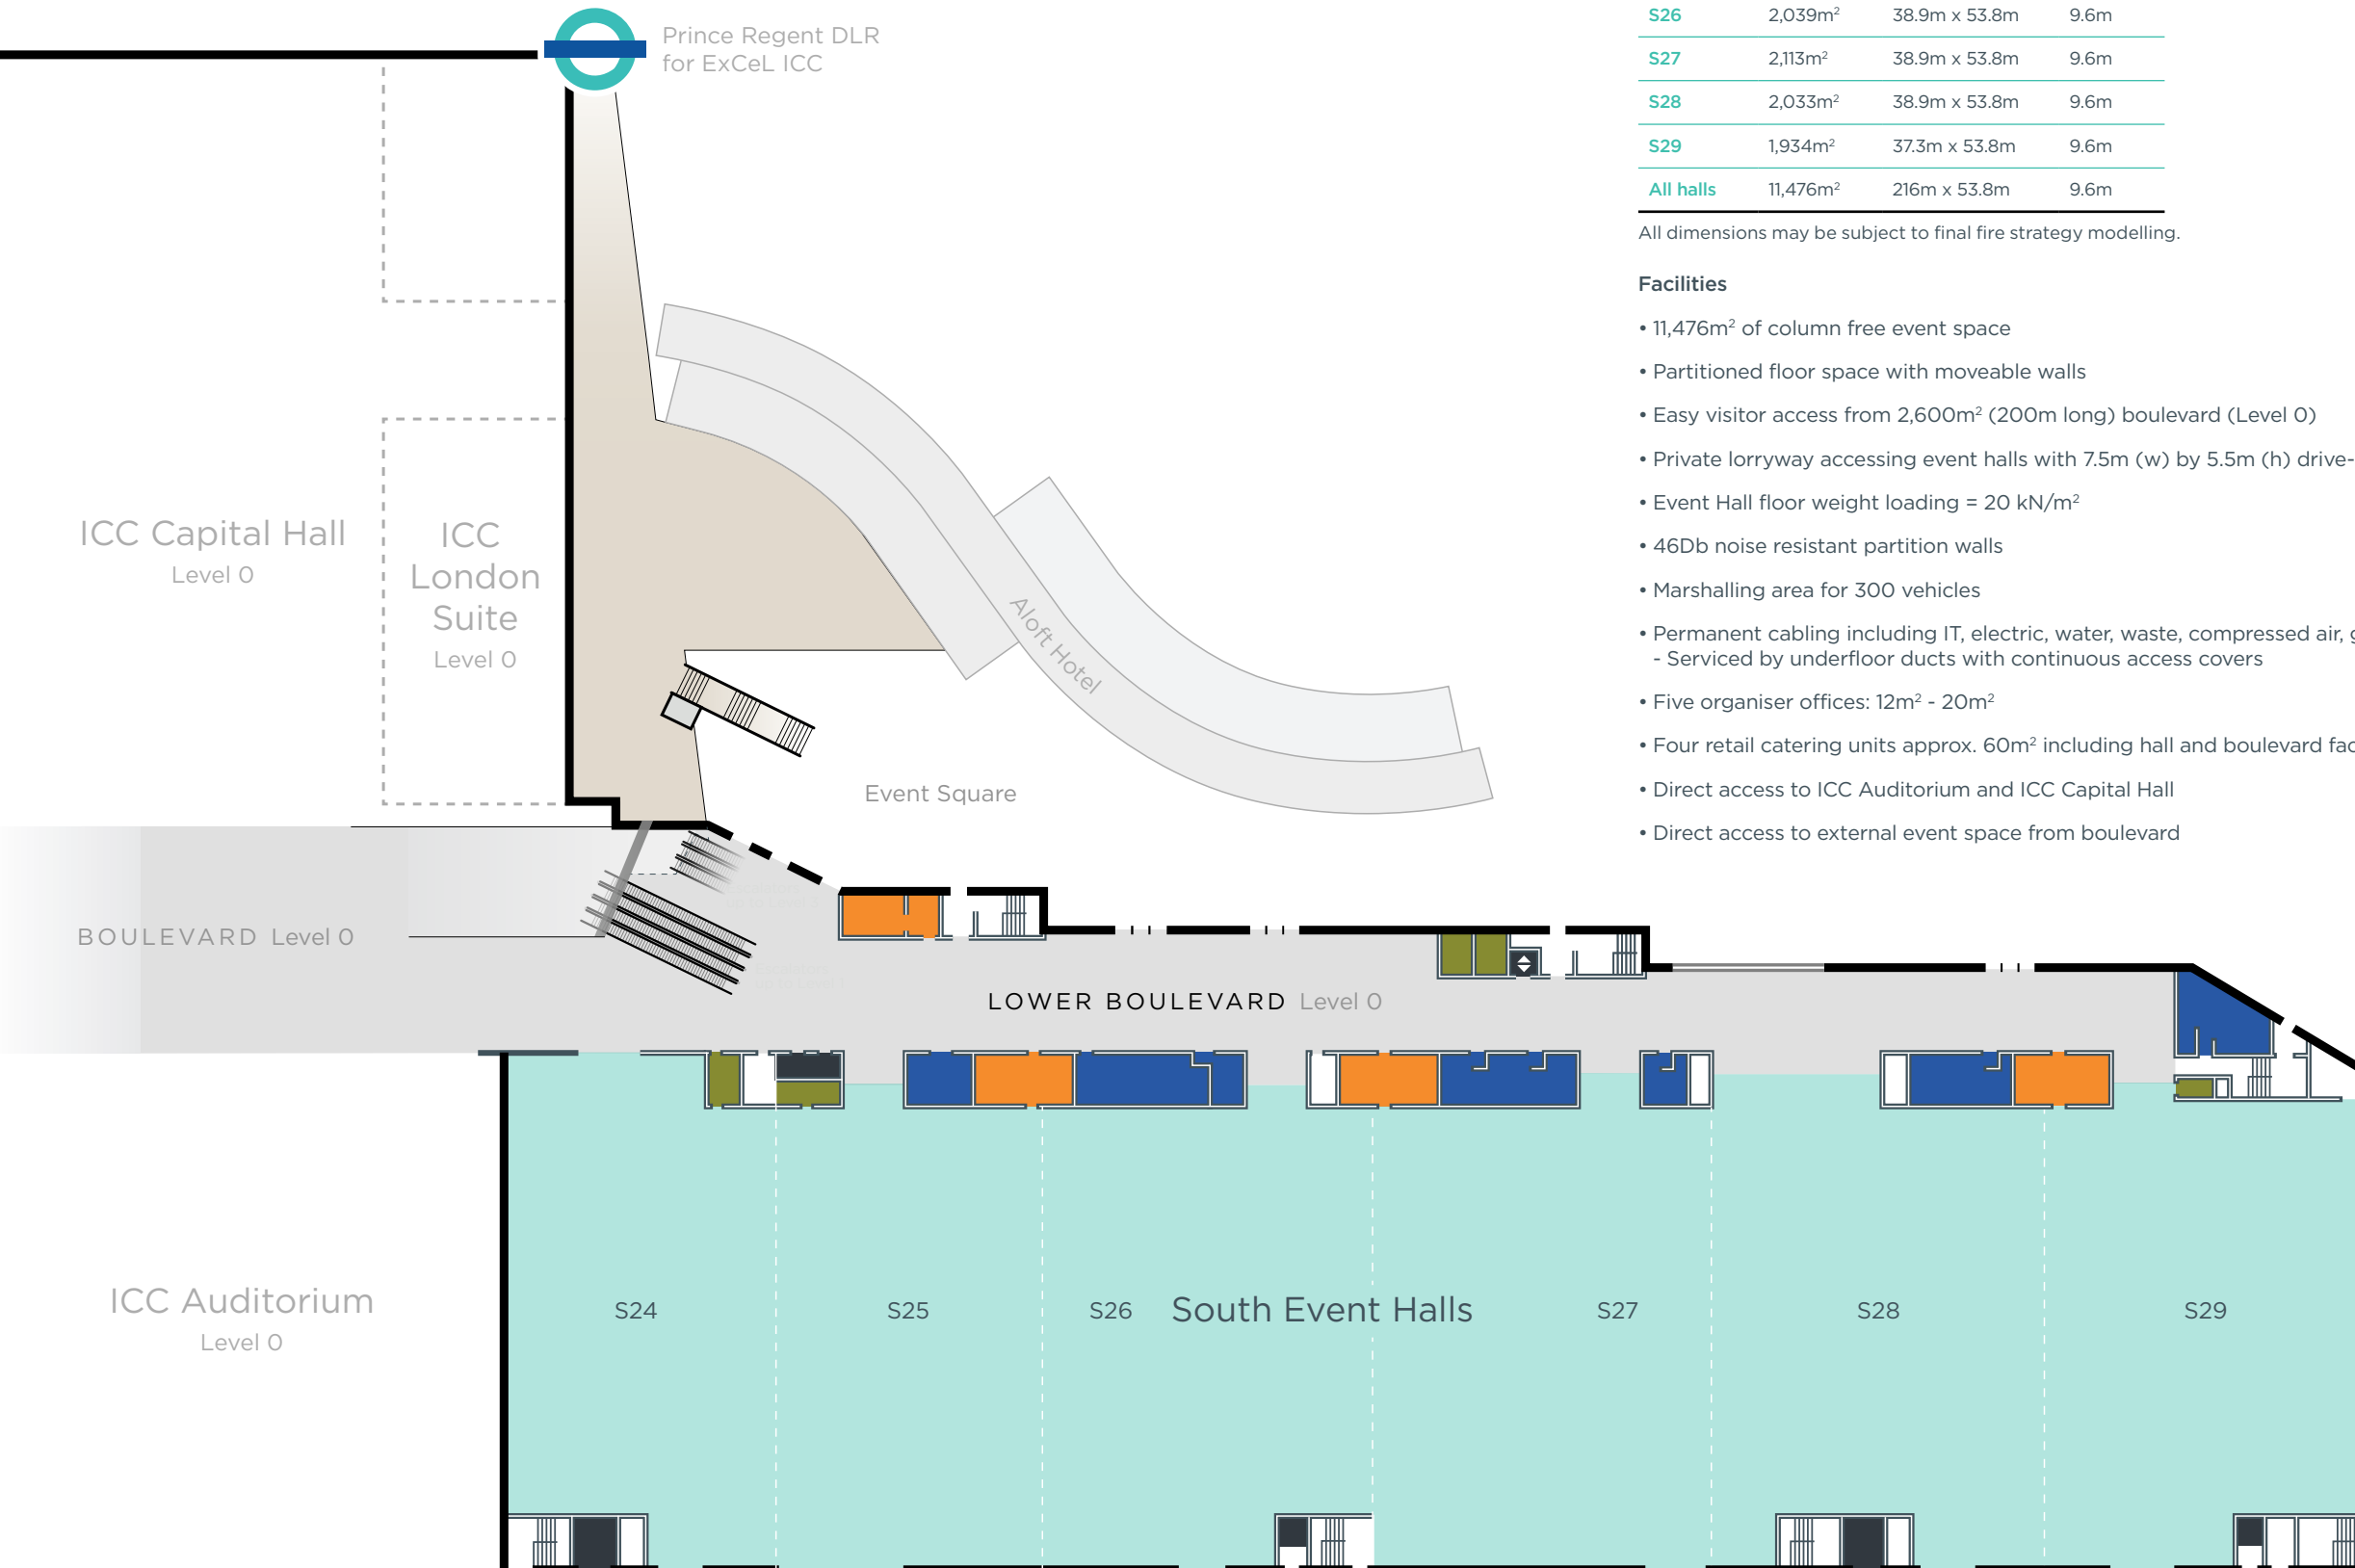 Prince Regent DLR
for ExCeL ICC
S26 2,039m² 38.9m x 53.8m 9.6m
S27 2,113m² 38.9m x 53.8m 9.6m
S28 2,033m² 38.9m x 53.8m 9.6m
S29 1,934m² 37.3m x 53.8m 9.6m
All halls 11,476m² 216m x 53.8m 9.6m
All dimensions may be subject to final fire strategy modelling.
Facilities
• 11,476m² of column free event space
• Partitioned floor space with moveable walls
• Easy visitor access from 2,600m² (200m long) boulevard (Level 0)
• Private lorryway accessing event halls with 7.5m (w) by 5.5m (h) drive-
• Event Hall floor weight loading = 20 kN/m²
• 46Db noise resistant partition walls
• Marshalling area for 300 vehicles
• Permanent cabling including IT, electric, water, waste, compressed air,
- Serviced by underfloor ducts with continuous access covers
• Five organiser offices: 12m² - 20m²
• Four retail catering units approx. 60m² including hall and boulevard
• Direct access to ICC Auditorium and ICC Capital Hall
• Direct access to external event space from boulevard
ICC Capital Hall
Level 0
ICC
London
Suite
Level 0
Aloft Hotel
Event Square
BOULEVARD Level 0
LOWER BOULEVARD Level 0
ICC Auditorium
Level 0
S24
S25
S26
South Event Halls
S27
S28
S29